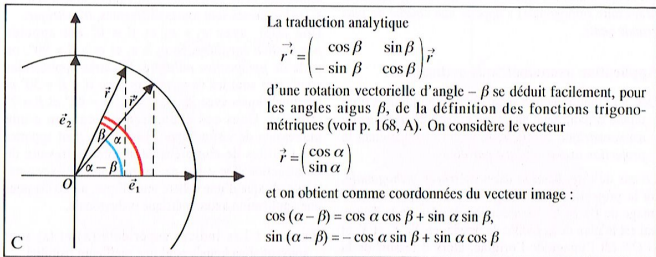 La traduction analytique
r⃗' = ( cos β sin β
− sin β cos β ) r⃗
d'une rotation vectorielle d'angle − β se déduit facilement, pour
les angles aigus β, de la définition des fonctions trigono-
métriques (voir p. 168, A). On considère le vecteur
r⃗ = ( cos α
sin α )
et on obtient comme coordonnées du vecteur image :
cos (α − β) = cos α cos β + sin α sin β,
sin (α − β) = − cos α sin β + sin α cos β
r⃗
r⃗'
e⃗₂
β
α
α − β
O
e⃗₁
C